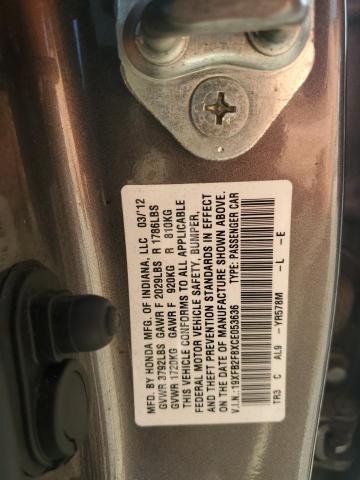 MFD. BY HONDA MFG. OF INDIANA, LLC 03/12
GVWR 3792LBS GAWR F 2029LBS R 1786LBS
GVWR 1720KG GAWR F 920KG R 810KG
THIS VEHICLE CONFORMS TO ALL APPLICABLE
FEDERAL MOTOR VEHICLE SAFETY, BUMPER,
THEFT PREVENTION STANDARDS IN EFFECT
ON THE DATE OF MANUFACTURE SHOWN ABOVE.
V.I.N.:19XFB2F8XCE053636 TYPE: PASSENGER CAR
TR3 C AL9 -YR578M -L -E